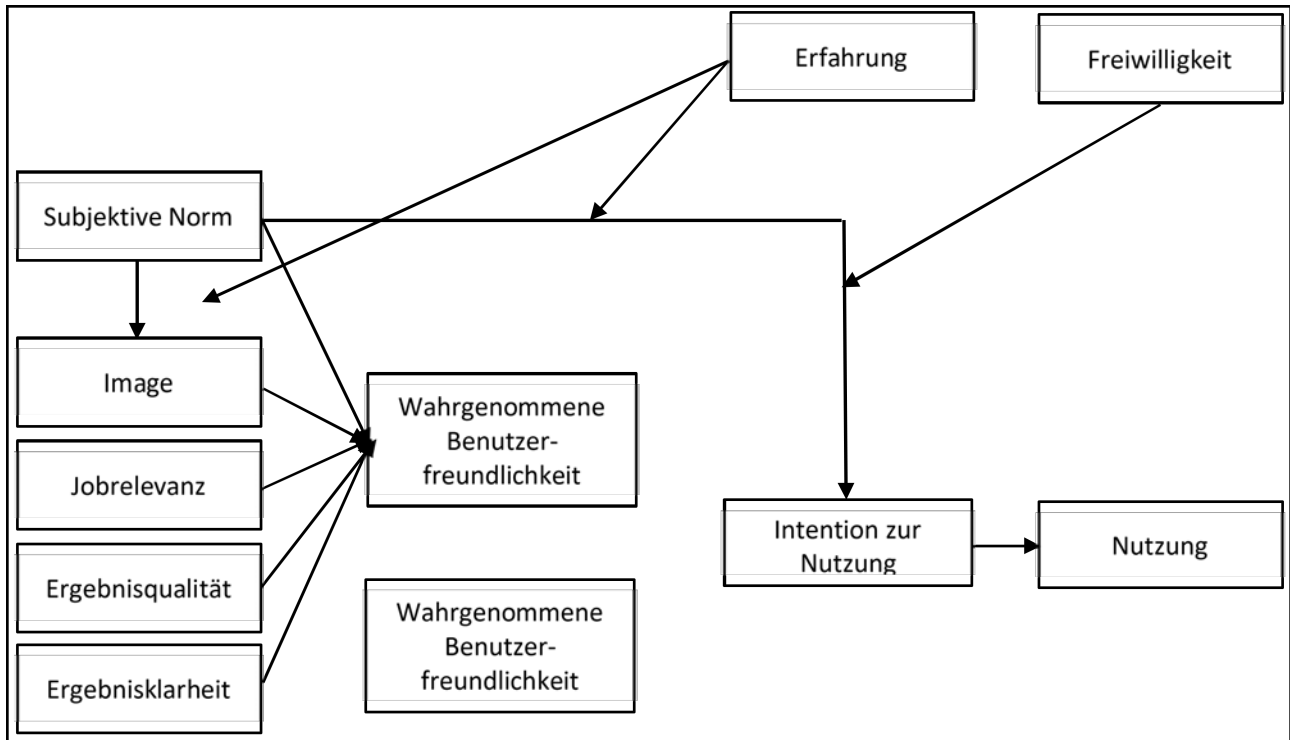 Erfahrung
Freiwilligkeit
Subjektive Norm
Image
Wahrgenommene
Benutzer-
freundlichkeit
Jobrelevanz
Intention zur
Nutzung
Nutzung
Ergebnisqualität
Wahrgenommene
Benutzer-
freundlichkeit
Ergebnisklarheit